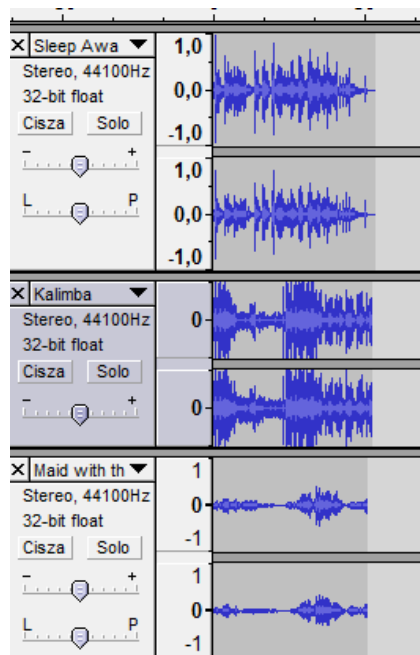 X Sleep Awa ▼
Stereo, 44100Hz
32-bit float
Cisza Solo
- +
L P
1,0
0,0
-1,0
1,0
0,0
-1,0
X Kalimba ▼
Stereo, 44100Hz
32-bit float
Cisza Solo
- +
0
0
X Maid with th ▼
Stereo, 44100Hz
32-bit float
Cisza Solo
- +
L P
1
0
-1
1
0
-1